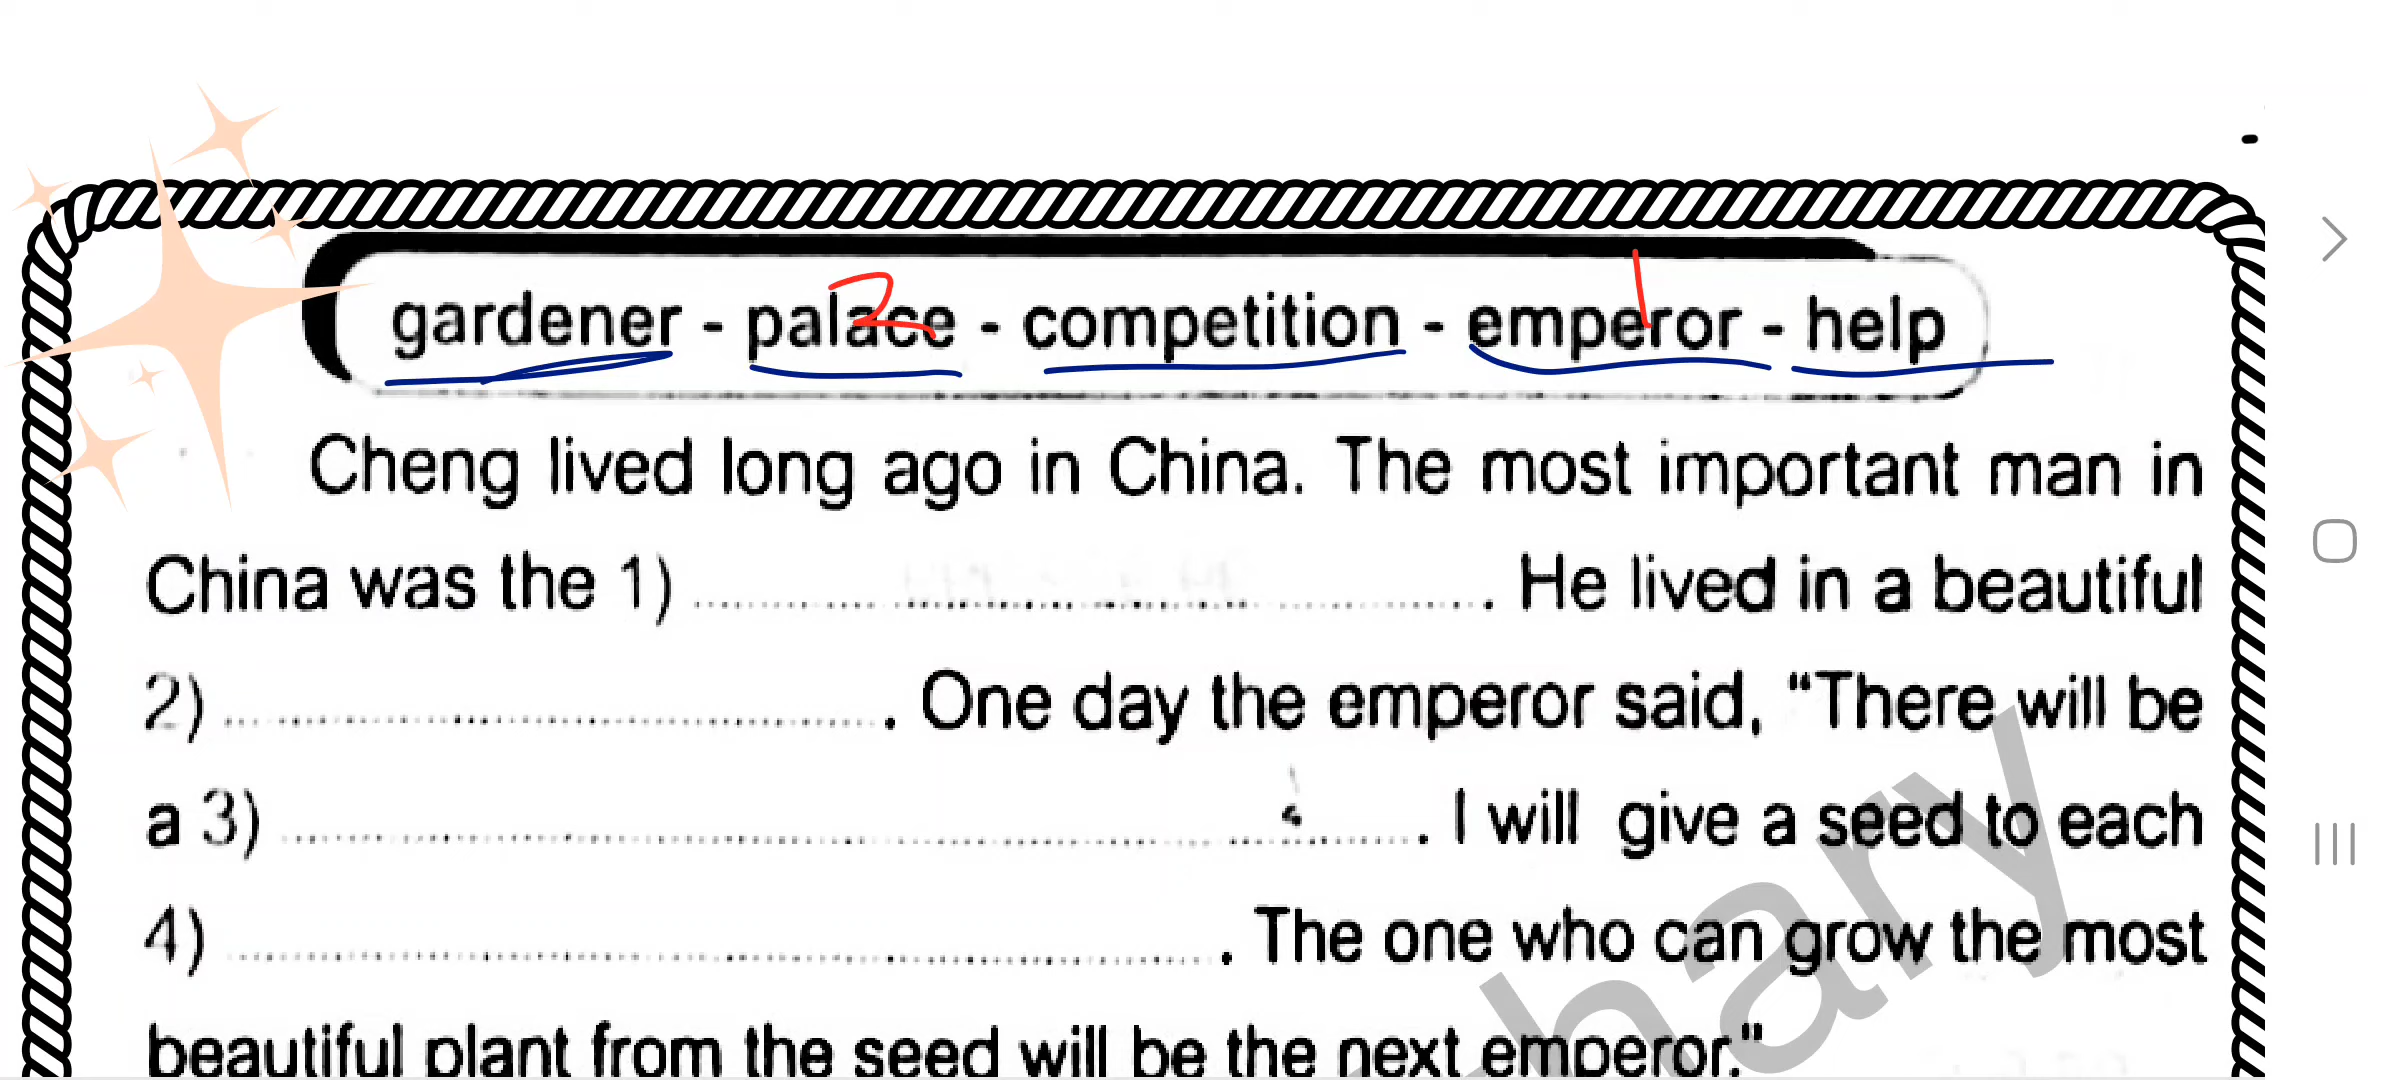 gardener - palace - competition - emperor - help
2
1
Cheng lived long ago in China. The most important man in
China was the 1) .................................................. . He lived in a beautiful
2) .................................................. . One day the emperor said, “There will be
a 3) .................................................. . I will give a seed to each
4) .................................................. . The one who can grow the most
beautiful plant from the seed will be the next emperor."